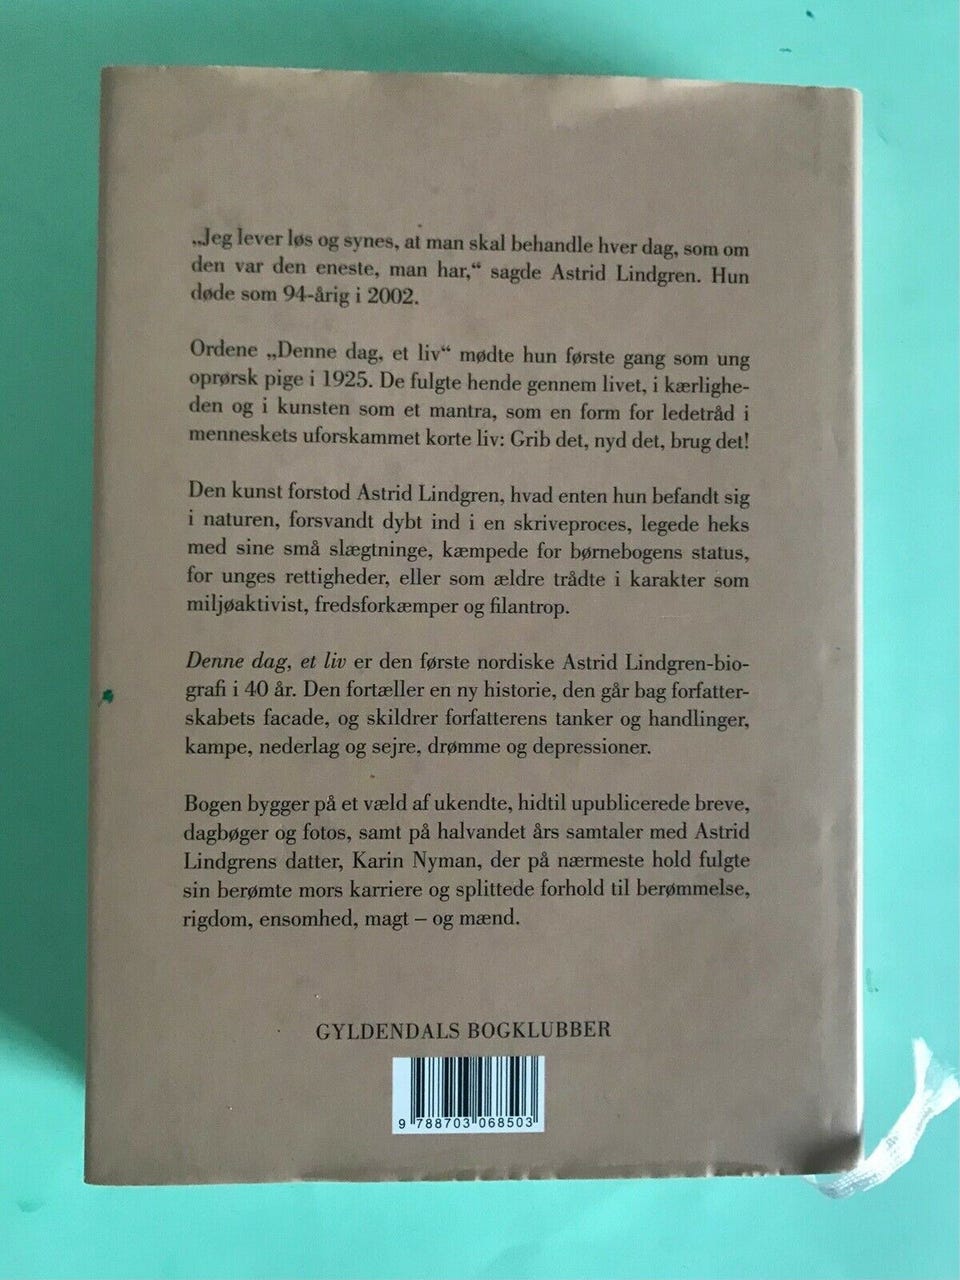 „Jeg lever løs og synes, at man skal behandle hver dag, som om
den var den eneste, man har,“ sagde Astrid Lindgren. Hun
døde som 94-årig i 2002.
Ordene „Denne dag, et liv“ mødte hun første gang som ung
oprørsk pige i 1925. De fulgte hende gennem livet, i kærlighe-
den og i kunsten som et mantra, som en form for ledetråd i
menneskets uforskammet korte liv: Grib det, nyd det, brug det!
Den kunst forstod Astrid Lindgren, hvad enten hun befandt sig
i naturen, forsvandt dybt ind i en skriveproces, legede heks
med sine små slægtninge, kæmpede for børnebogens status,
for unges rettigheder, eller som ældre trådte i karakter som
miljøaktivist, fredsforkæmper og filantrop.
Denne dag, et liv er den første nordiske Astrid Lindgren-bio-
grafi i 40 år. Den fortæller en ny historie, den går bag forfatter-
skabets facade, og skildrer forfatterens tanker og handlinger,
kampe, nederlag og sejre, drømme og depressioner.
Bogen bygger på et væld af ukendte, hidtil upublicerede breve,
dagbøger og fotos, samt på halvandet års samtaler med Astrid
Lindgrens datter, Karin Nyman, der på nærmeste hold fulgte
sin berømte mors karriere og splittede forhold til berømmelse,
rigdom, ensomhed, magt – og mænd.
GYLDENDALS BOGKLUBBER
9 788703 068503